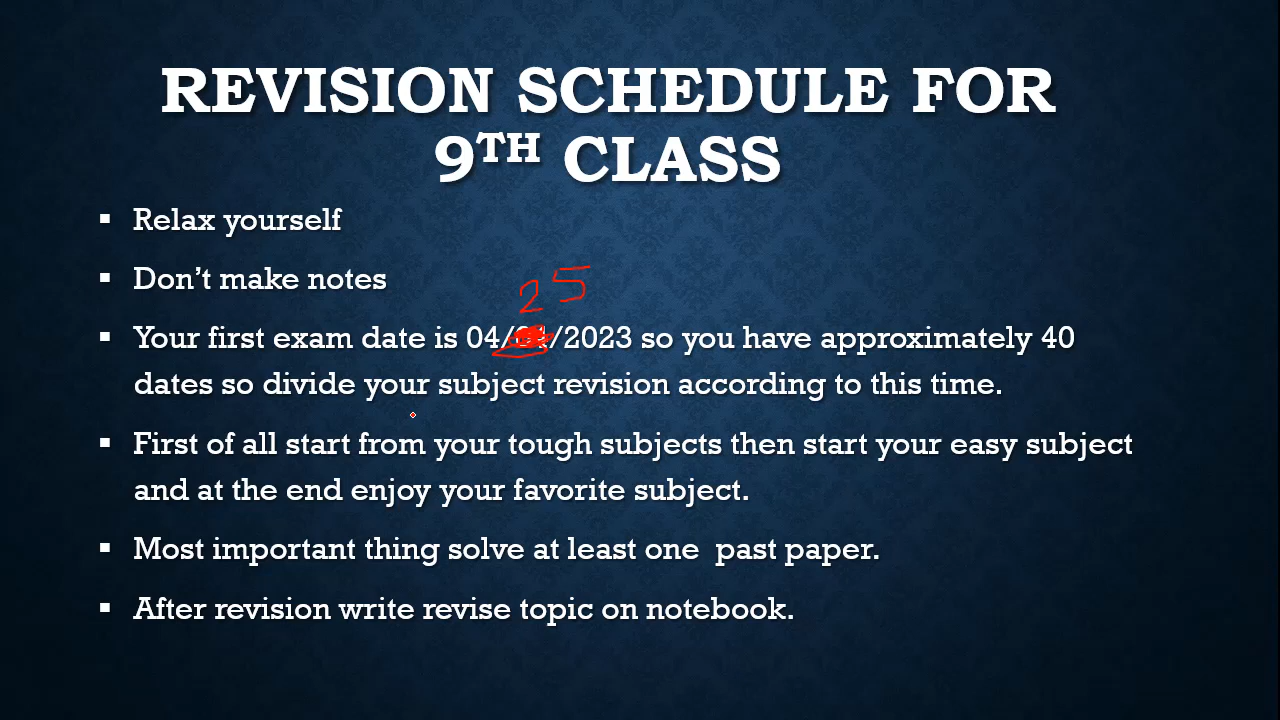 REVISION SCHEDULE FOR
9TH CLASS
▪ Relax yourself
▪ Don't make notes
25
▪ Your first exam date is 04/ /2023 so you have approximately 40
dates so divide your subject revision according to this time.
▪ First of all start from your tough subjects then start your easy subject
and at the end enjoy your favorite subject.
▪ Most important thing solve at least one past paper.
▪ After revision write revise topic on notebook.